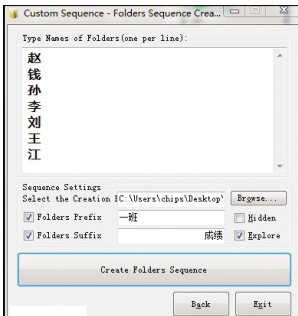 Custom Sequence - Folders Sequence Crea...
Type Names of Folders(one per line):
赵
钱
孙
李
刘
王
江
Sequence Settings
Select the Creation l C:\Users\chips\Desktop\ Browse...
Folders Prefix 一班 Hidden
Folders Suffix 成绩 Explore
Create Folders Sequence
Back Exit